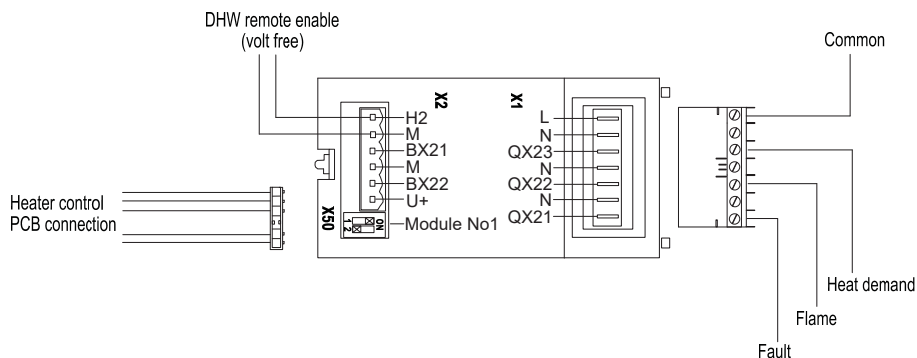 DHW remote enable
(volt free)
Common
X2
X1
H2
M
BX21
M
BX22
U+
L
N
QX23
N
QX22
N
QX21
Heater control
PCB connection
X50
1 2
ON
Module No1
Heat demand
Flame
Fault